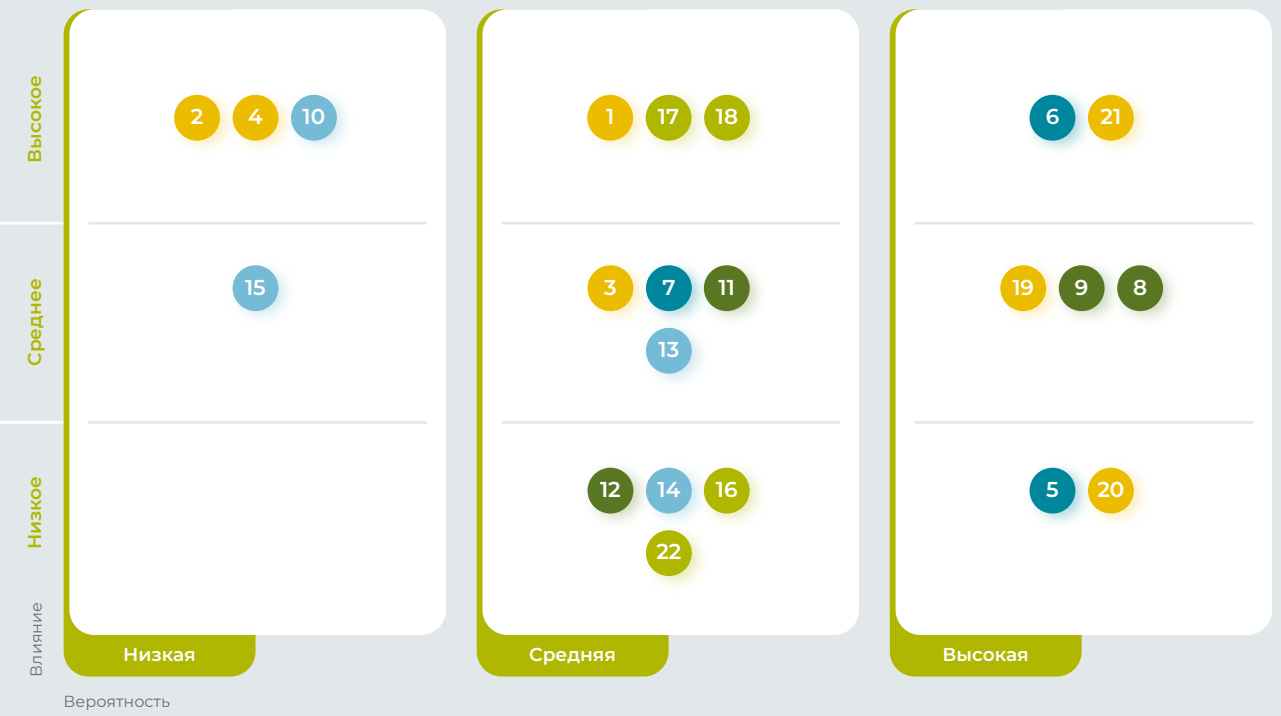 Высокое
2 4 10
1 17 18
6 21
Среднее
15
3 7 11
13
19 9 8
Низкое
12 14 16
22
5 20
Влияние
Низкая
Средняя
Высокая
Вероятность